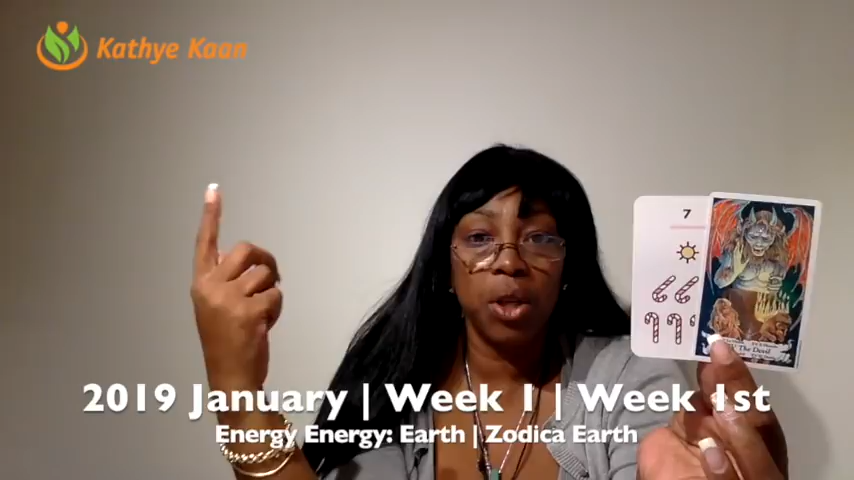 Kathye Kaan
7
The Devil
2019 January | Week 1 | Week 1st
Energy Energy: Earth | Zodica Earth